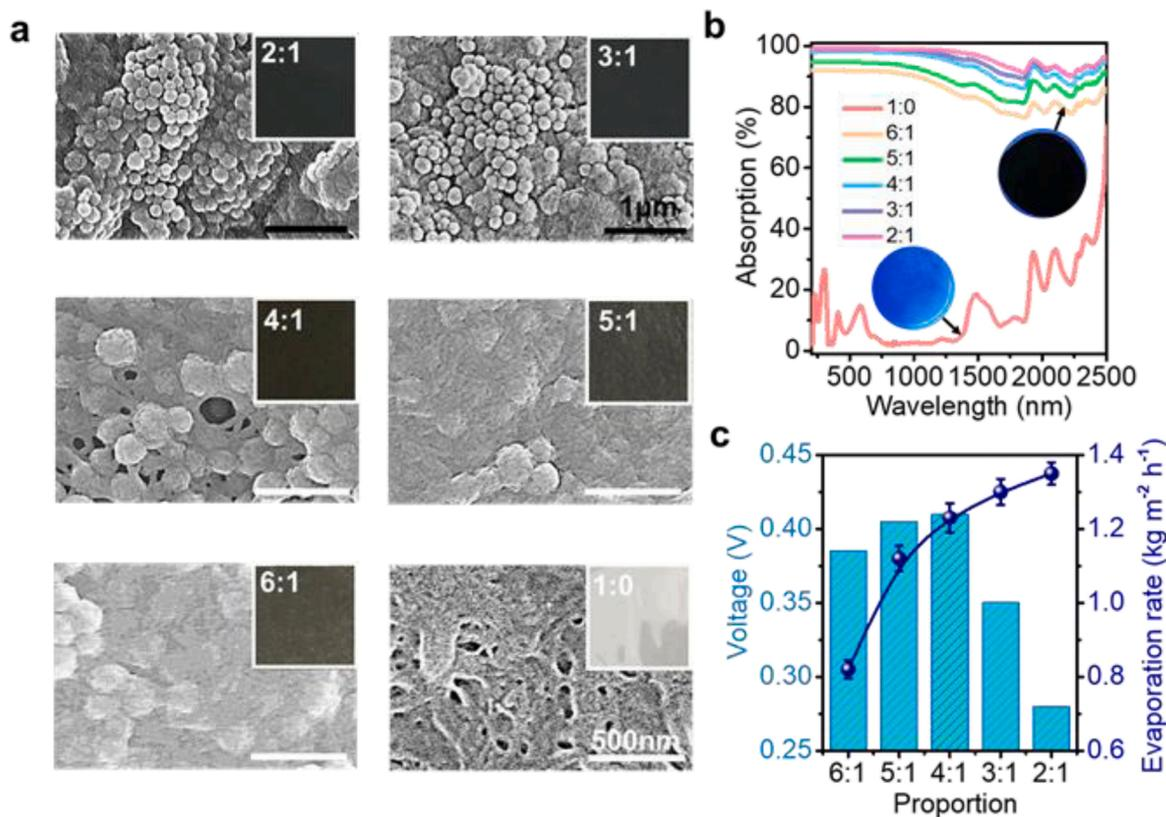 a
2:1
3:1
1μm
4:1
5:1
6:1
1:0
500nm
b
Absorption (%)
100
80
60
40
20
0
1:0
6:1
5:1
4:1
3:1
2:1
500 1000 1500 2000 2500
Wavelength (nm)
c
Voltage (V)
0.45
0.40
0.35
0.30
0.25
Evaporation rate (kg m⁻² h⁻¹)
1.4
1.2
1.0
0.8
0.6
6:1 5:1 4:1 3:1 2:1
Proportion